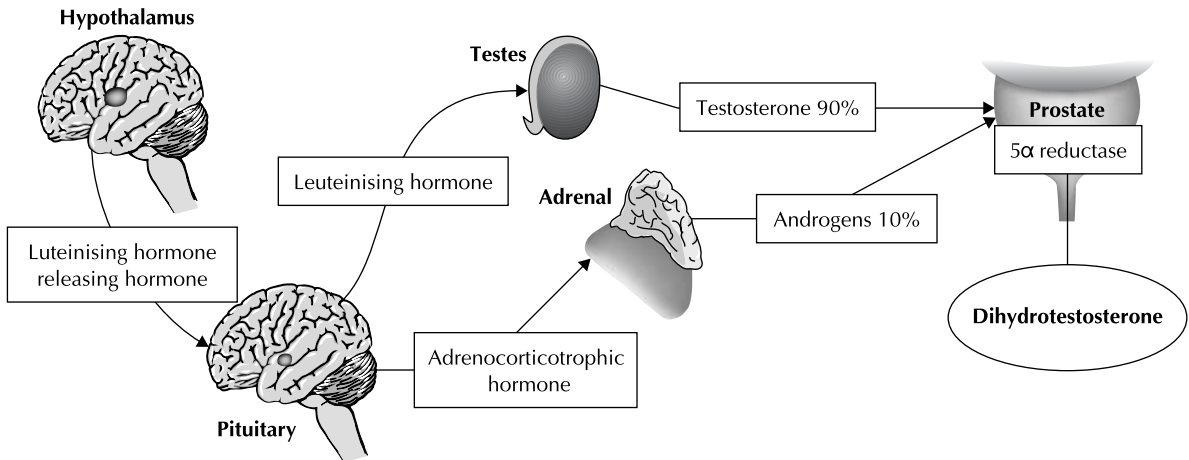 Hypothalamus
Testes
Testosterone 90%
Prostate
5α reductase
Leuteinising hormone
Adrenal
Androgens 10%
Luteinising hormone
releasing hormone
Dihydrotestosterone
Adrenocorticotrophic
hormone
Pituitary